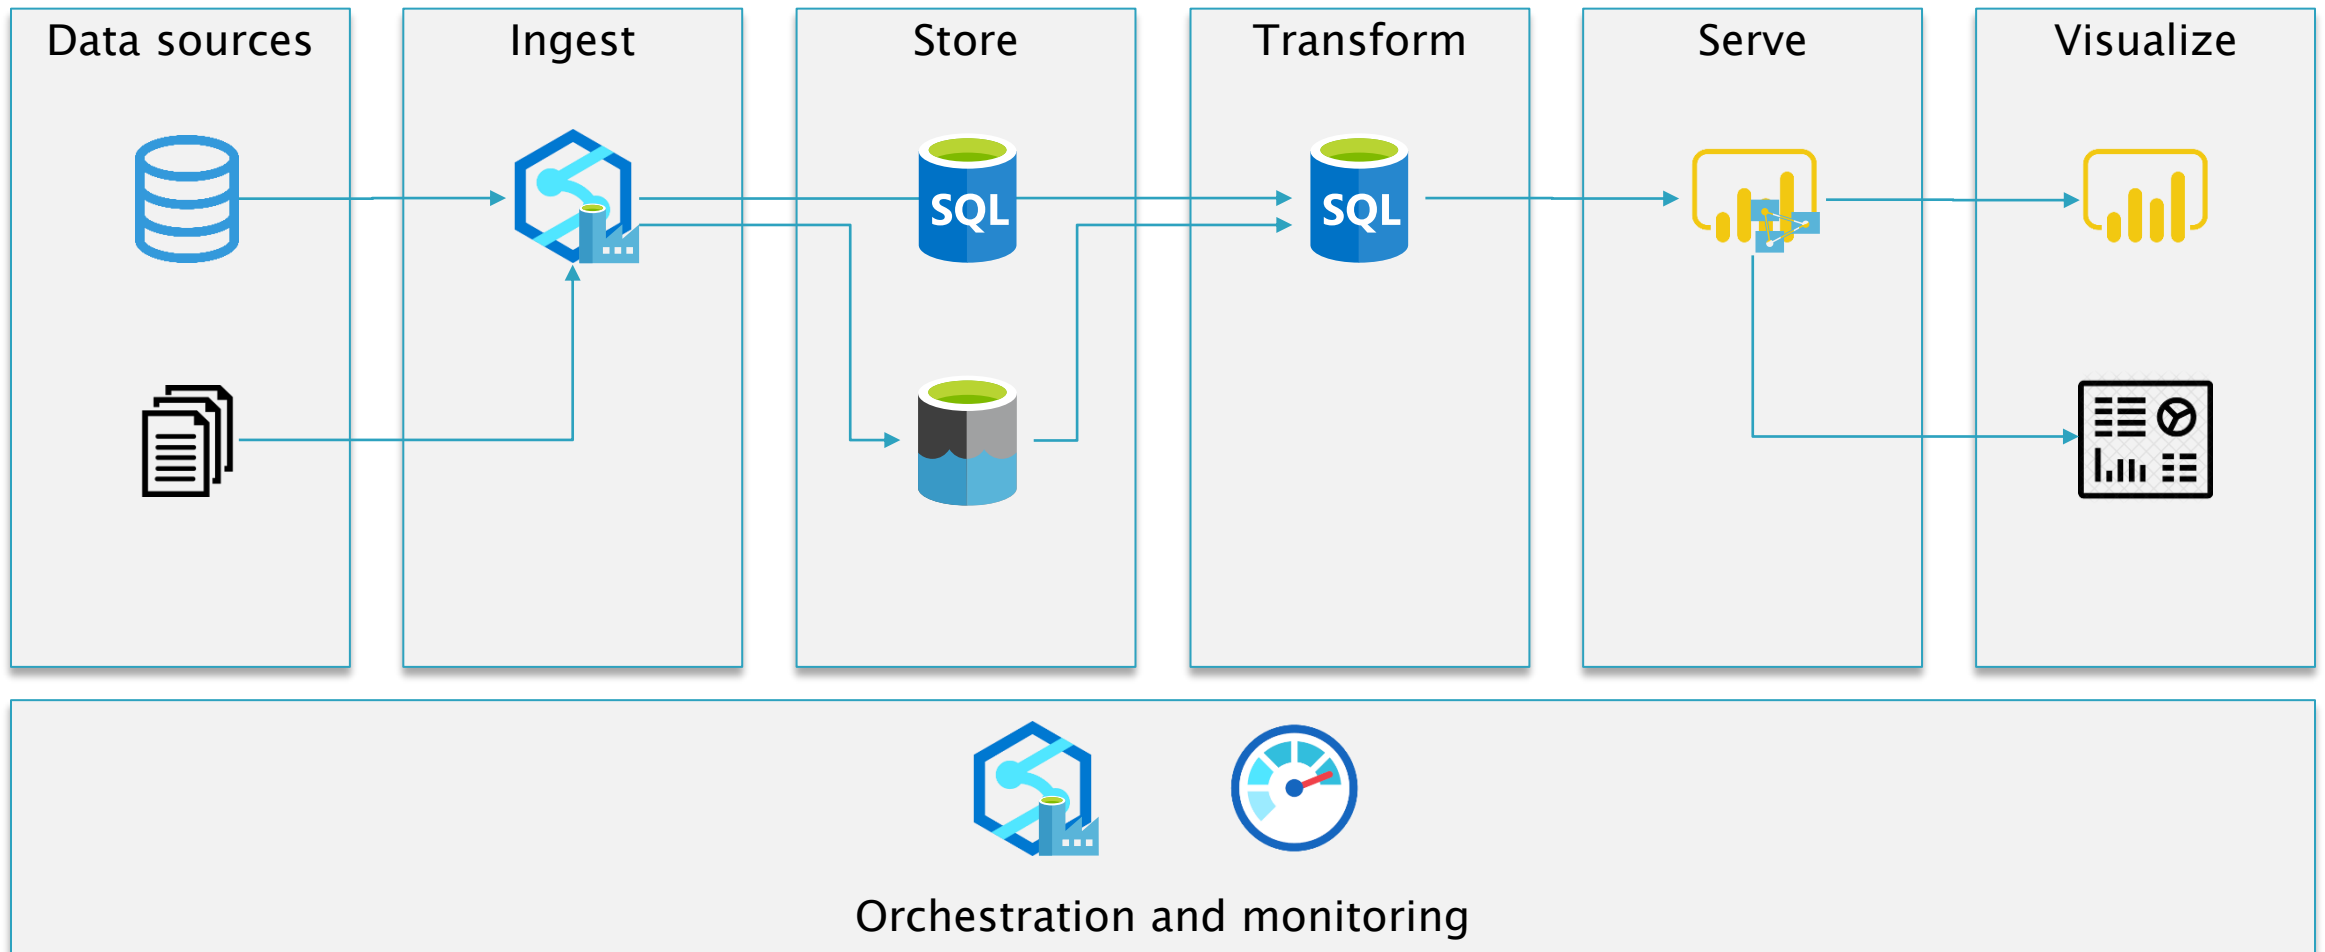 Data sources
Ingest
Store
Transform
Serve
Visualize
SQL
SQL
Orchestration and monitoring